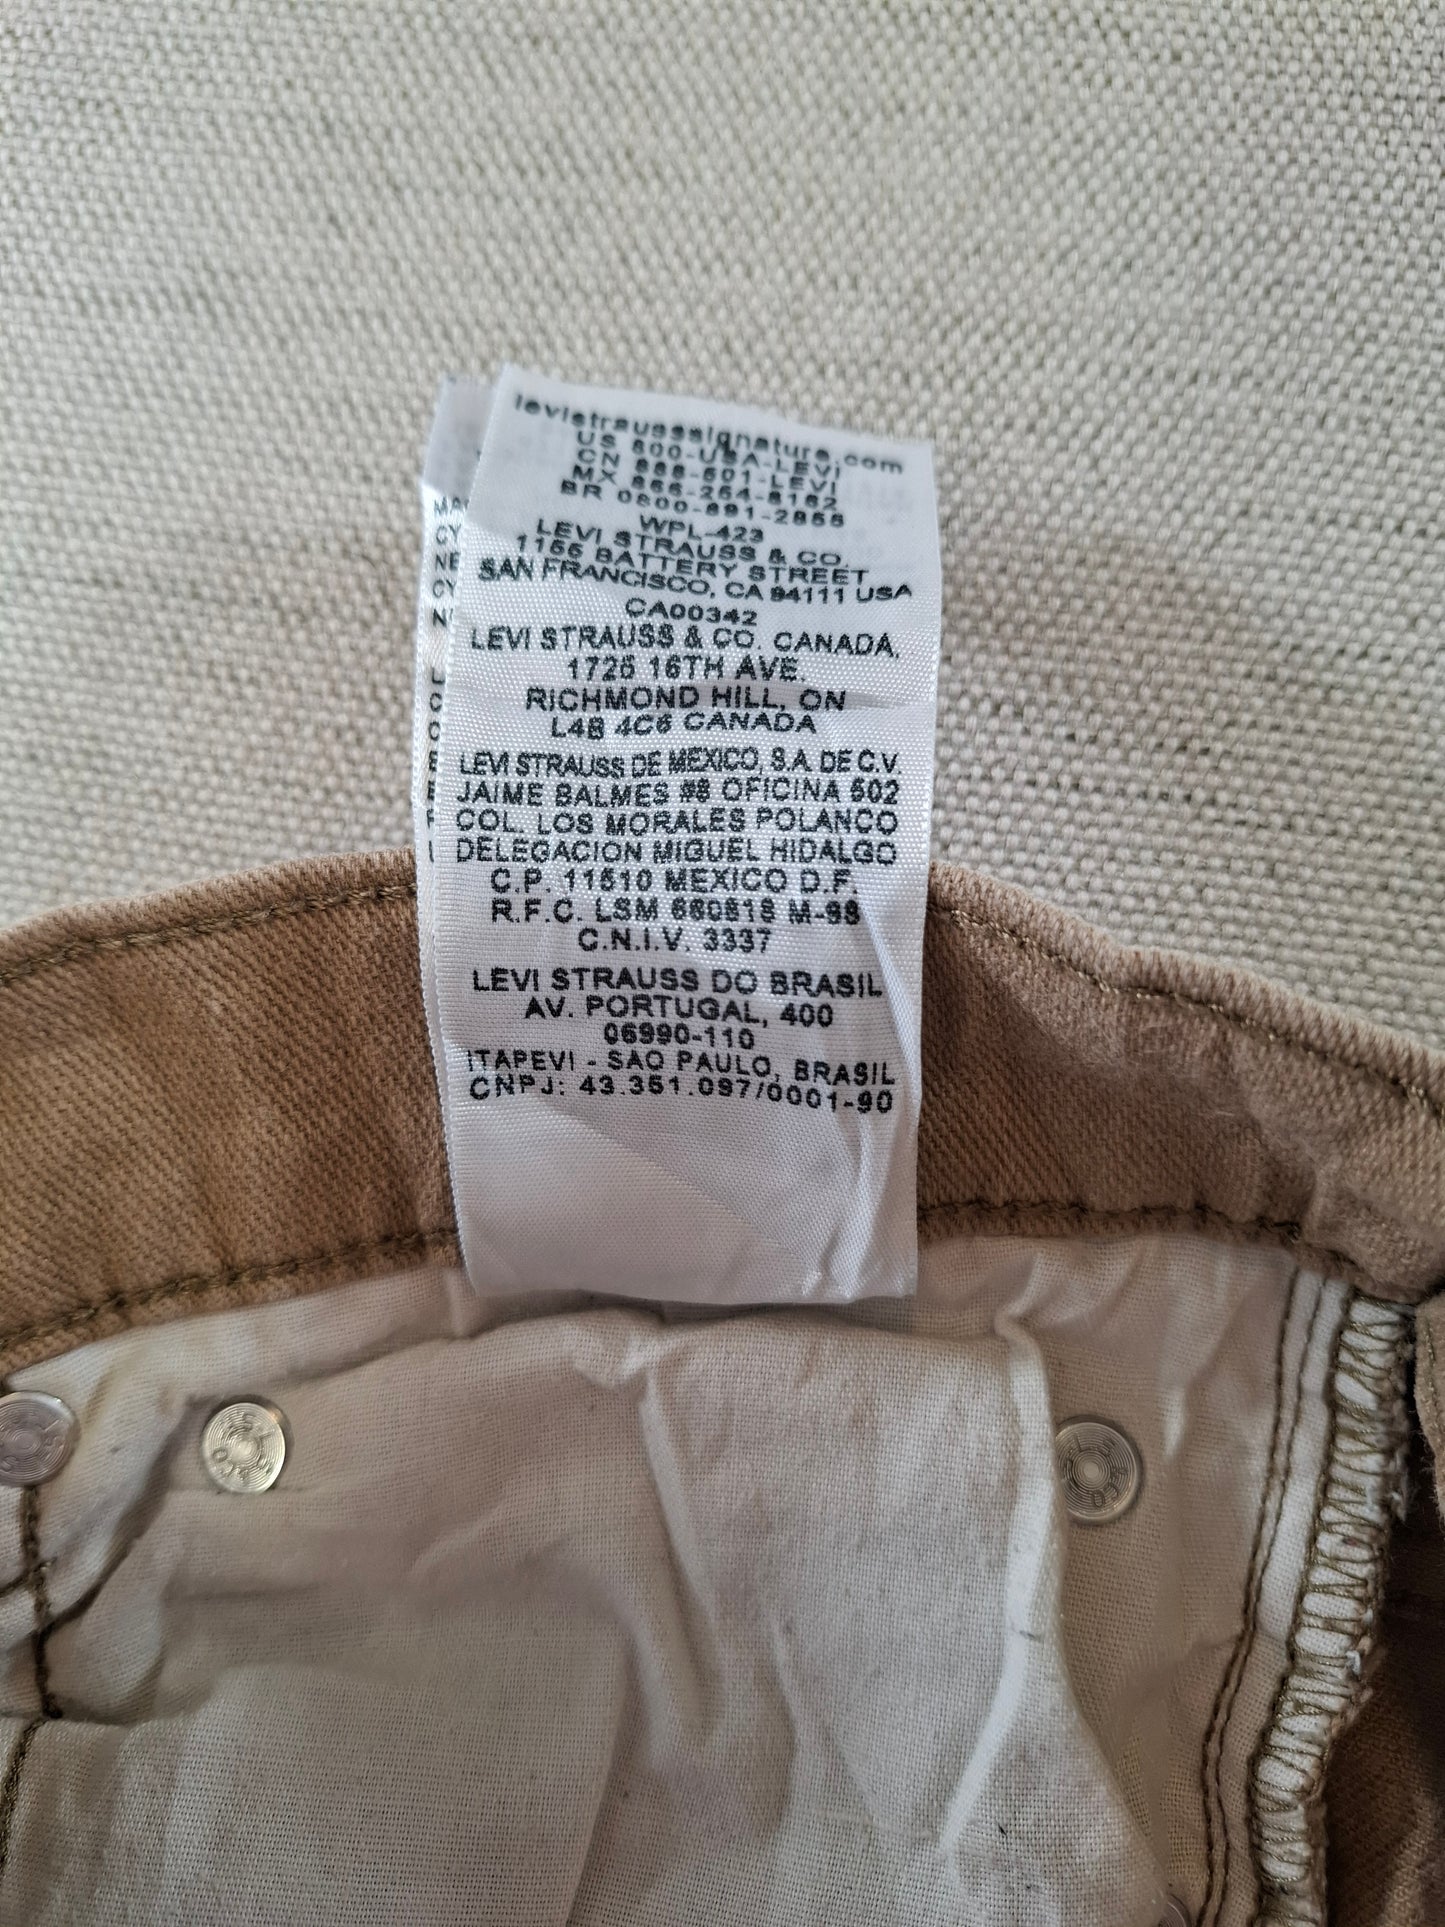 levistrausssignature.com
US 800-USA-LEVI
CN 888-501-LEVI
MX 866-254-8162
BR 0800-891-2855
WPL-423
LEVI STRAUSS & CO.
1155 BATTERY STREET
SAN FRANCISCO, CA 94111 USA
CA00342
LEVI STRAUSS & CO. CANADA,
1725 16TH AVE.
RICHMOND HILL, ON
L4B 4C6 CANADA
LEVI STRAUSS DE MEXICO, S.A. DE C.V.
JAIME BALMES #8 OFICINA 602
COL. LOS MORALES POLANCO
DELEGACION MIGUEL HIDALGO
C.P. 11510 MEXICO D.F.
R.F.C. LSM 660818 M-98
C.N.I.V. 3337
LEVI STRAUSS DO BRASIL
AV. PORTUGAL, 400
06990-110
ITAPEVI - SAO PAULO, BRASIL
CNPJ: 43.351.097/0001-90